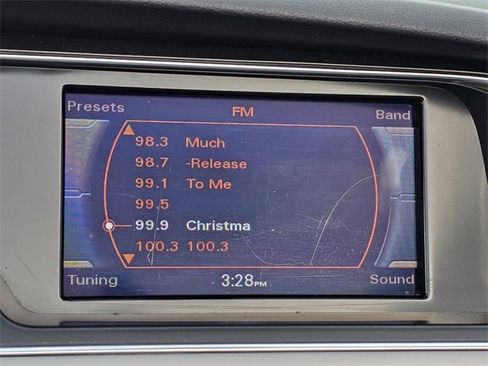 Presets FM Band
98.3 Much
98.7 -Release
99.1 To Me
99.5
99.9 Christma
100.3 100.3
Tuning 3:28PM Sound